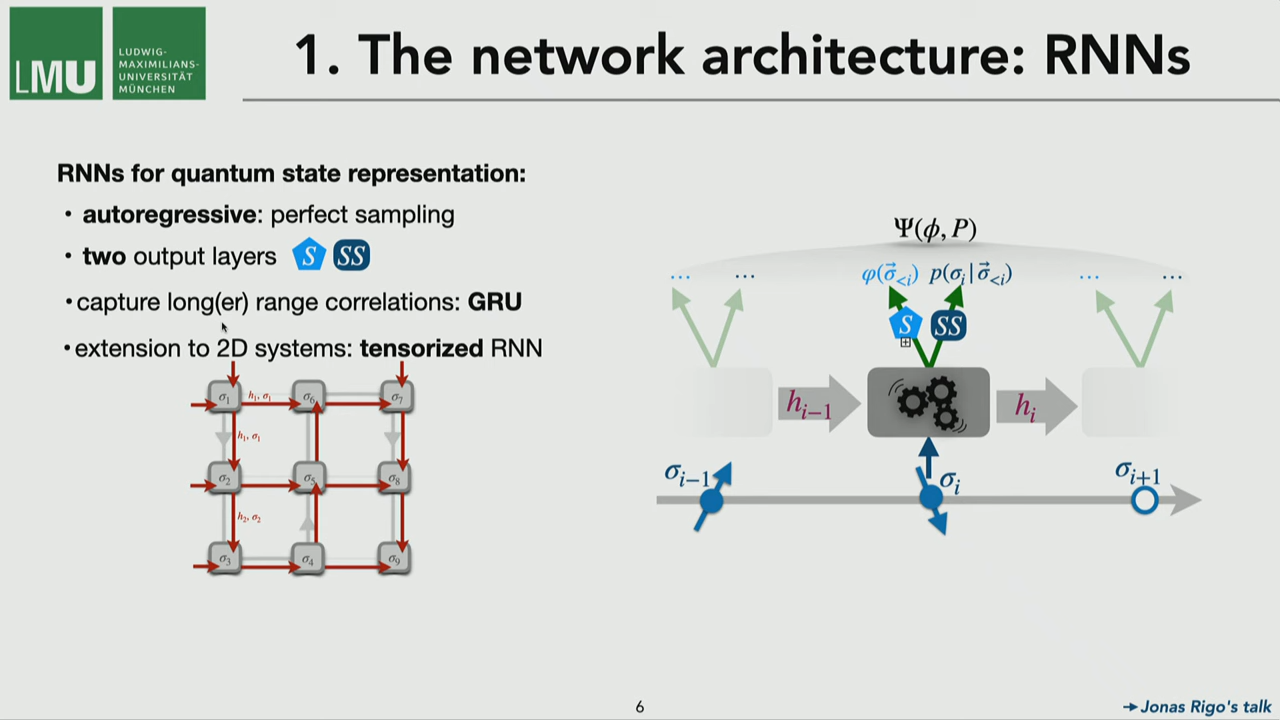 LMU
LUDWIG-
MAXIMILIANS-
UNIVERSITÄT
MÜNCHEN
1. The network architecture: RNNs
RNNs for quantum state representation:
• autoregressive: perfect sampling
• two output layers S SS
• capture long(er) range correlations: GRU
• extension to 2D systems: tensorized RNN
σ₁ h₁, σ₁ σ₆ σ₇
h₁, σ₁
σ₂ σ₅ σ₈
h₂, σ₂
σ₃ σ₄ σ₉
Ψ(ϕ, P)
... ... φ(σ⃗<i) p(σᵢ|σ⃗<i) ... ...
S SS
hᵢ₋₁ hᵢ
σᵢ₋₁ σᵢ σᵢ₊₁
6
→ Jonas Rigo's talk